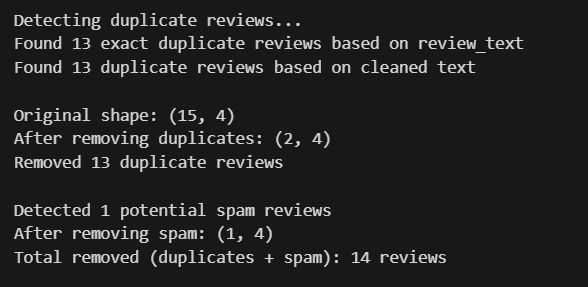 Detecting duplicate reviews...
Found 13 exact duplicate reviews based on review_text
Found 13 duplicate reviews based on cleaned text
Original shape: (15, 4)
After removing duplicates: (2, 4)
Removed 13 duplicate reviews
Detected 1 potential spam reviews
After removing spam: (1, 4)
Total removed (duplicates + spam): 14 reviews